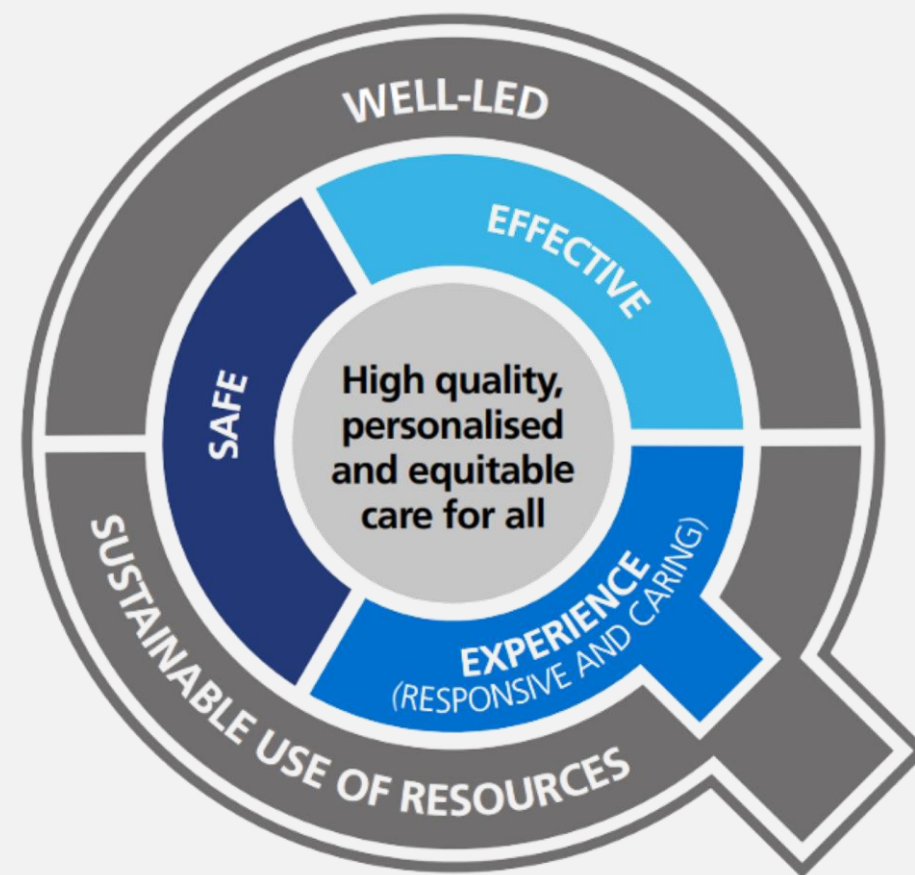 WELL-LED
EFFECTIVE
SAFE
High quality,
personalised
and equitable
care for all
EXPERIENCE
(RESPONSIVE AND CARING)
SUSTAINABLE USE OF RESOURCES